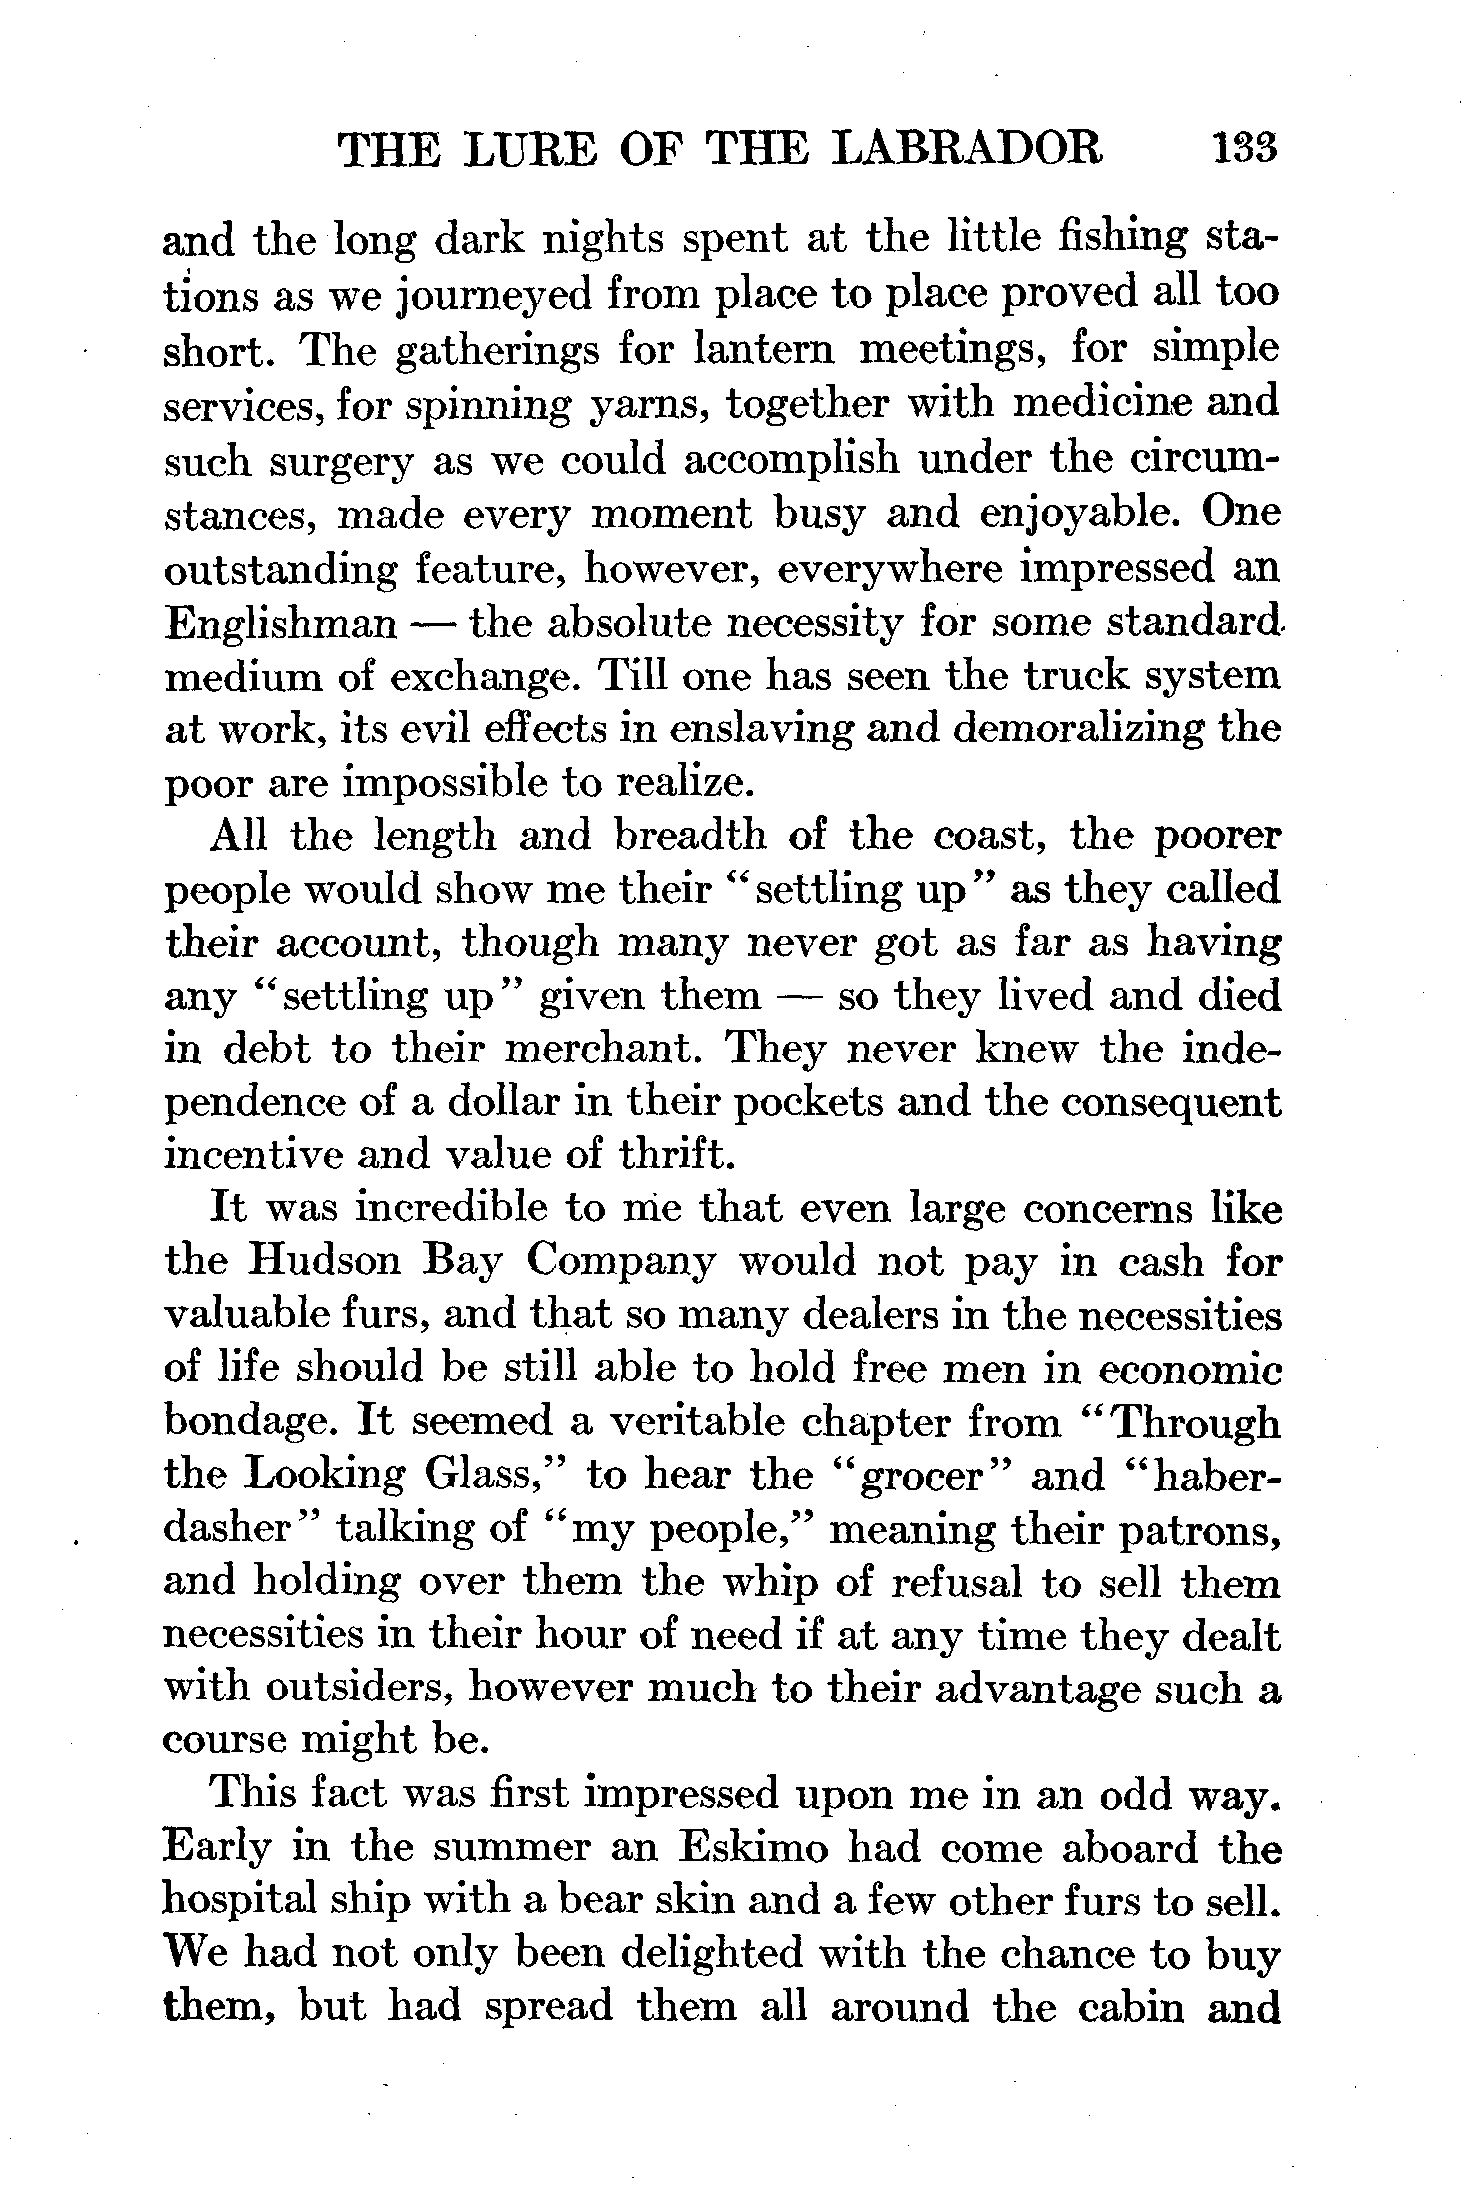 THE LURE OF THE LABRADOR 133
and the long dark nights spent at the little fishing sta-
tions as we journeyed from place to place proved all too
short. The gatherings for lantern meetings, for simple
services, for spinning yarns, together with medicine and
such surgery as we could accomplish under the circum-
stances, made every moment busy and enjoyable. One
outstanding feature, however, everywhere impressed an
Englishman — the absolute necessity for some standard
medium of exchange. Till one has seen the truck system
at work, its evil effects in enslaving and demoralizing the
poor are impossible to realize.
All the length and breadth of the coast, the poorer
people would show me their "settling up" as they called
their account, though many never got as far as having
any "settling up" given them — so they lived and died
in debt to their merchant. They never knew the inde-
pendence of a dollar in their pockets and the consequent
incentive and value of thrift.
It was incredible to me that even large concerns like
the Hudson Bay Company would not pay in cash for
valuable furs, and that so many dealers in the necessities
of life should be still able to hold free men in economic
bondage. It seemed a veritable chapter from "Through
the Looking Glass," to hear the "grocer" and "haber-
dasher" talking of "my people," meaning their patrons,
and holding over them the whip of refusal to sell them
necessities in their hour of need if at any time they dealt
with outsiders, however much to their advantage such a
course might be.
This fact was first impressed upon me in an odd way.
Early in the summer an Eskimo had come aboard the
hospital ship with a bear skin and a few other furs to sell.
We had not only been delighted with the chance to buy
them, but had spread them all around the cabin and